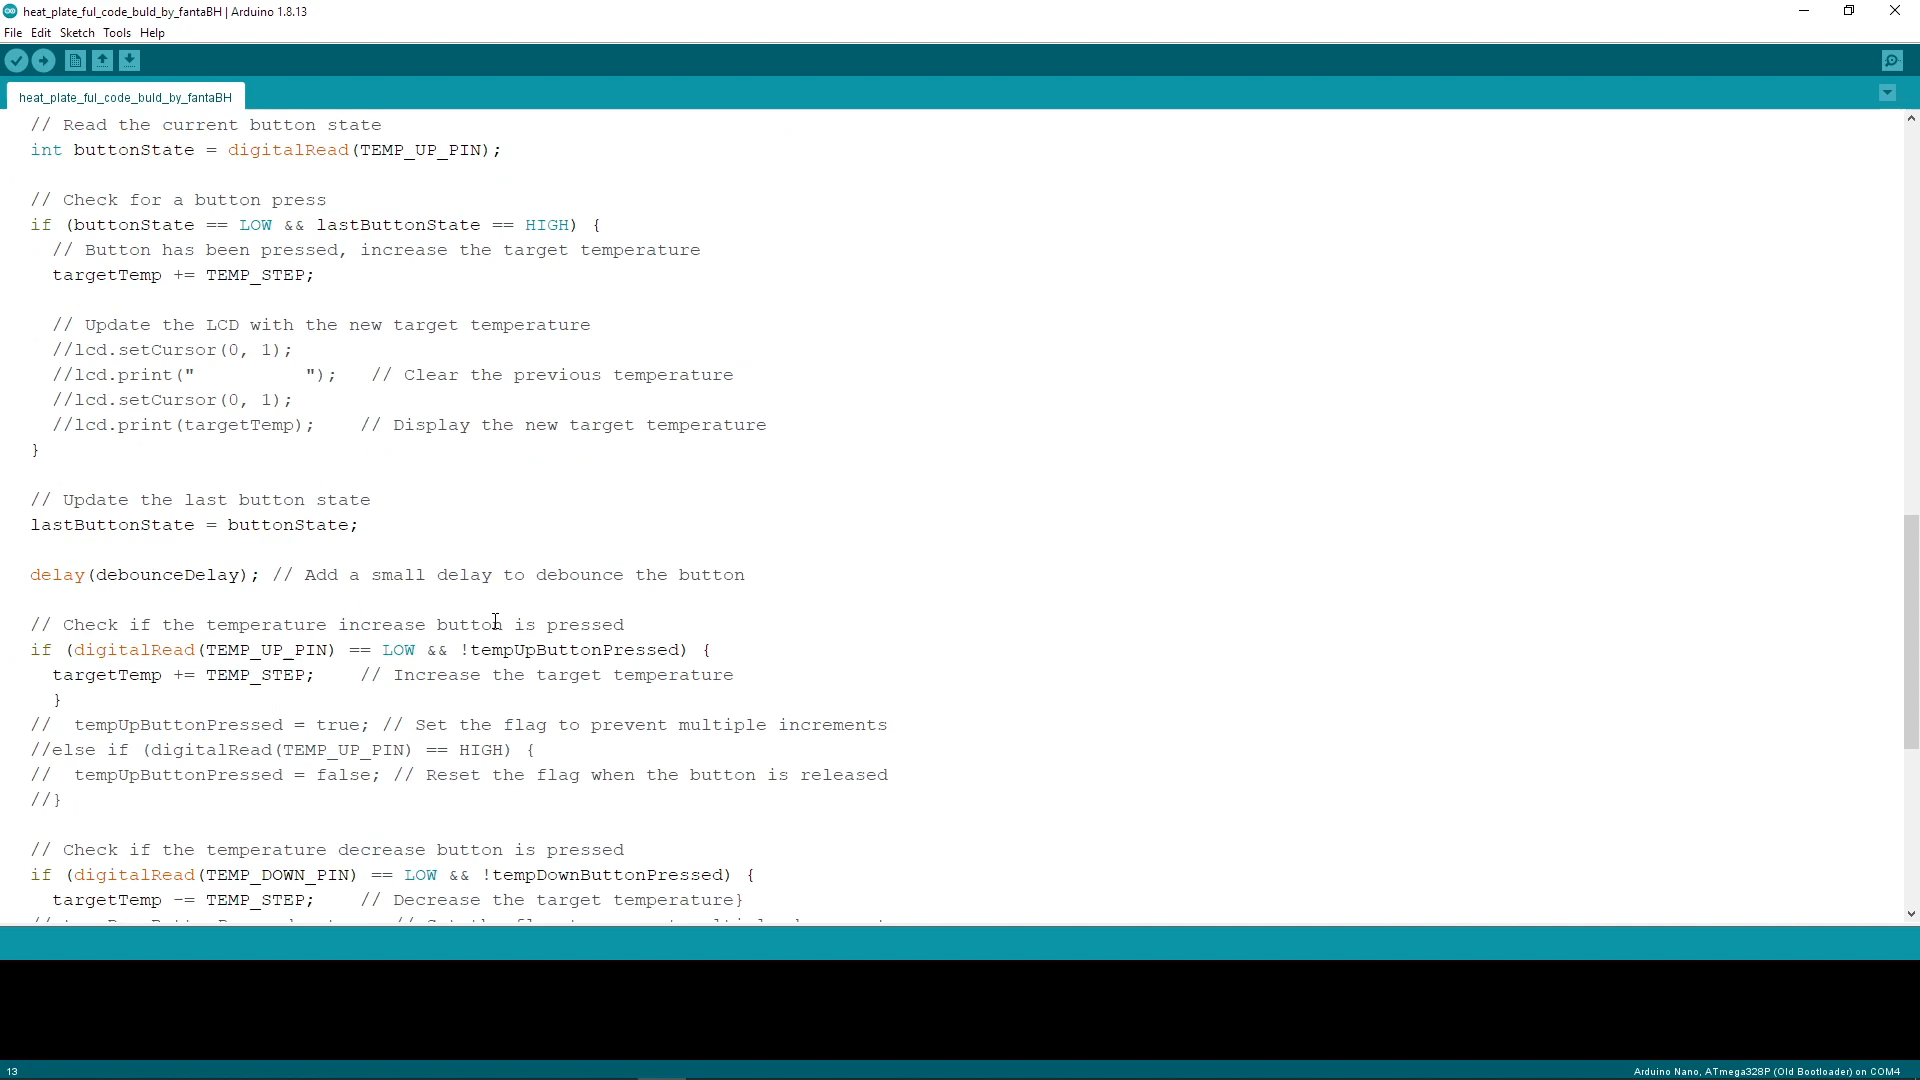 heat_plate_ful_code_buld_by_fantaBH | Arduino 1.8.13
File Edit Sketch Tools Help
heat_plate_ful_code_buld_by_fantaBH
// Read the current button state
int buttonState = digitalRead(TEMP_UP_PIN);
// Check for a button press
if (buttonState == LOW && lastButtonState == HIGH) {
// Button has been pressed, increase the target temperature
targetTemp += TEMP_STEP;
// Update the LCD with the new target temperature
//lcd.setCursor(0, 1);
//lcd.print("          ");   // Clear the previous temperature
//lcd.setCursor(0, 1);
//lcd.print(targetTemp);    // Display the new target temperature
}
// Update the last button state
lastButtonState = buttonState;
delay(debounceDelay); // Add a small delay to debounce the button
// Check if the temperature increase button is pressed
if (digitalRead(TEMP_UP_PIN) == LOW && !tempUpButtonPressed) {
targetTemp += TEMP_STEP;    // Increase the target temperature
}
//  tempUpButtonPressed = true; // Set the flag to prevent multiple increments
//else if (digitalRead(TEMP_UP_PIN) == HIGH) {
//  tempUpButtonPressed = false; // Reset the flag when the button is released
//}
// Check if the temperature decrease button is pressed
if (digitalRead(TEMP_DOWN_PIN) == LOW && !tempDownButtonPressed) {
targetTemp -= TEMP_STEP;    // Decrease the target temperature}
13
Arduino Nano, ATmega328P (Old Bootloader) on COM4